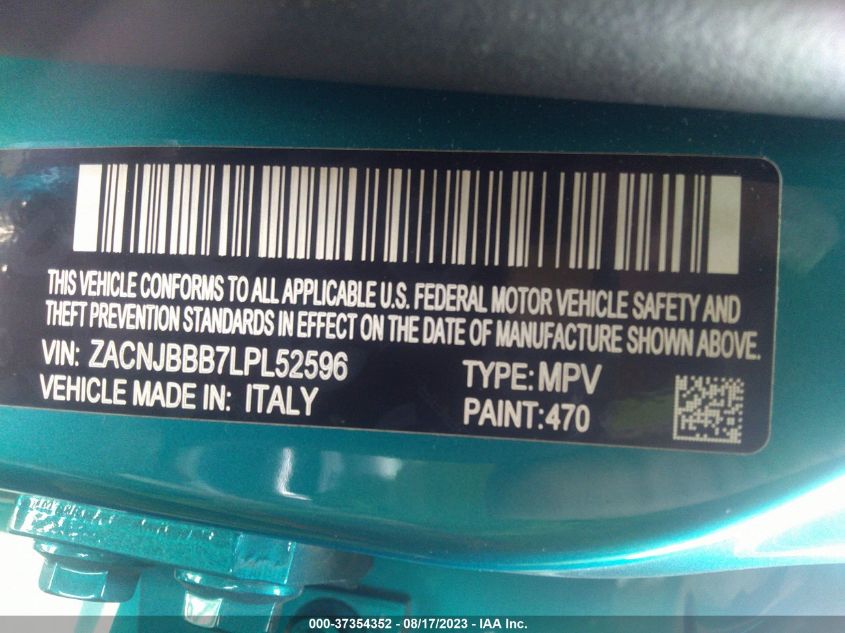 THIS VEHICLE CONFORMS TO ALL APPLICABLE U.S. FEDERAL MOTOR VEHICLE SAFETY AND
THEFT PREVENTION STANDARDS IN EFFECT ON THE DATE OF MANUFACTURE SHOWN ABOVE.
VIN: ZACNJBBB7LPL52596
TYPE: MPV
VEHICLE MADE IN: ITALY
PAINT:470
000-37354352 - 08/17/2023 - IAA Inc.